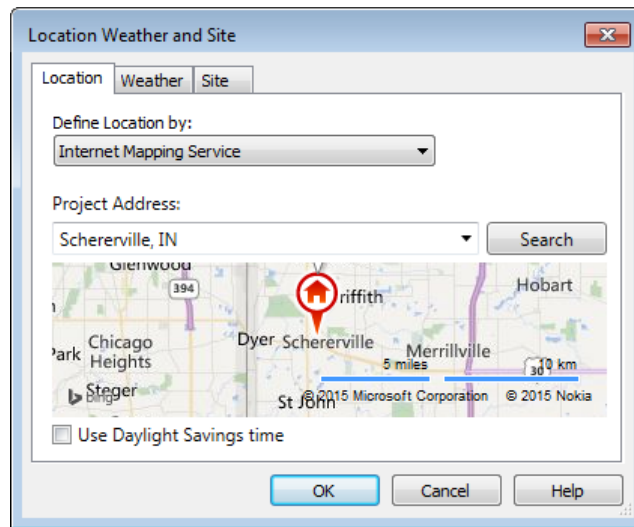 Location Weather and Site
Location Weather Site
Define Location by:
Internet Mapping Service
Project Address:
Schererville, IN
Search
Glenwood
394
riffith
Hobart
Chicago
Heights
Park
Dyer Schererville
Merrillville
5 miles
10 km
30
Steger
bing
St John
© 2015 Microsoft Corporation © 2015 Nokia
Use Daylight Savings time
OK Cancel Help